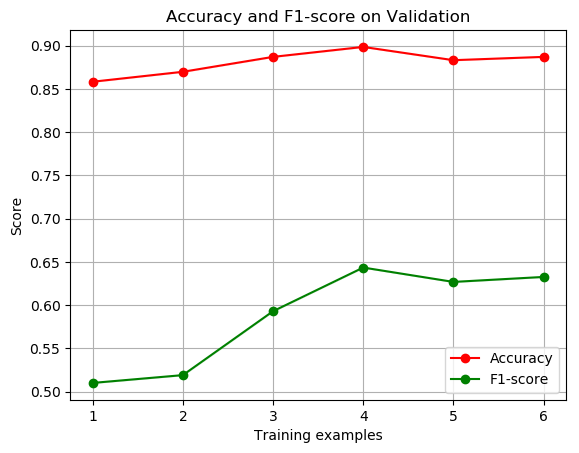 Accuracy and F1-score on Validation
0.90
0.85
0.80
0.75
0.70
0.65
0.60
0.55
0.50
Score
1 2 3 4 5 6
Training examples
Accuracy
F1-score